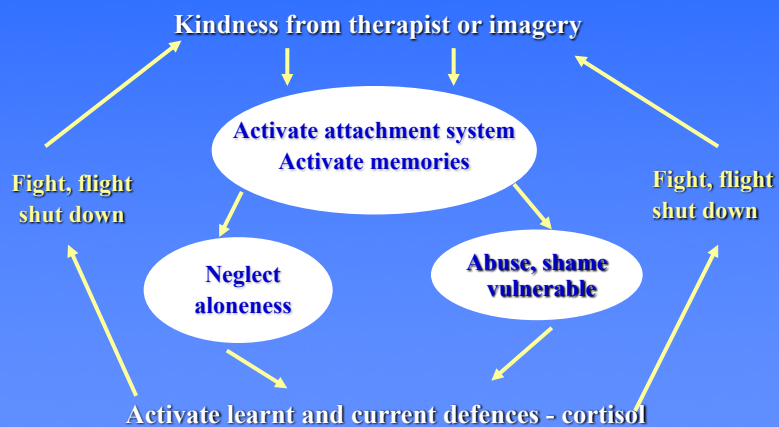 Kindness from therapist or imagery
Activate attachment system
Activate memories
Fight, flight
shut down
Fight, flight
shut down
Neglect
aloneness
Abuse, shame
vulnerable
Activate learnt and current defences - cortisol